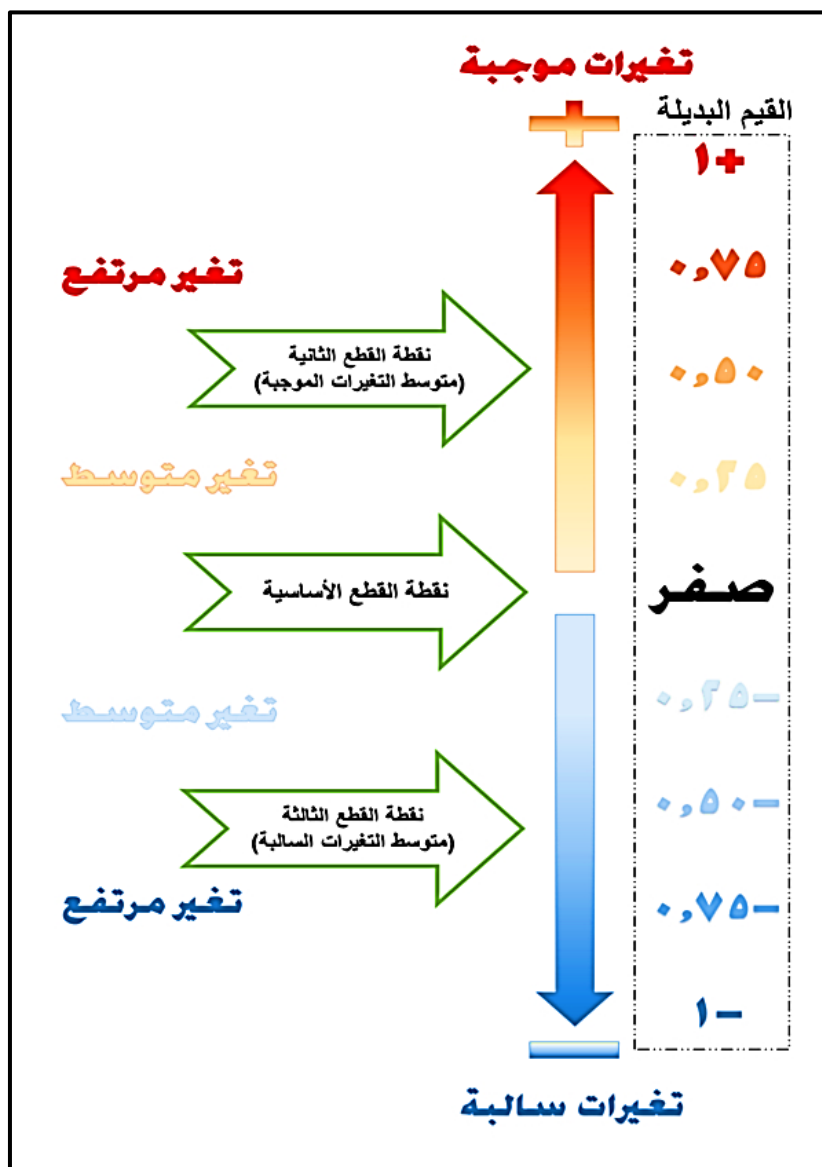 تغيرات موجبة
القيم البديلة
+
+١
٠,٧٥
تغير مرتفع
نقطة القطع الثانية
(متوسط التغيرات الموجبة)
٠,٥٠
تغير متوسط
٠,٢٥
نقطة القطع الأساسية
صفر
تغير متوسط
-٠,٢٥
نقطة القطع الثالثة
(متوسط التغيرات السالبة)
-٠,٥٠
تغير مرتفع
-٠,٧٥
-١
-
تغيرات سالبة